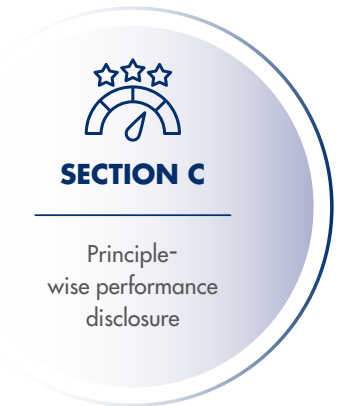 SECTION C
Principle-
wise performance
disclosure